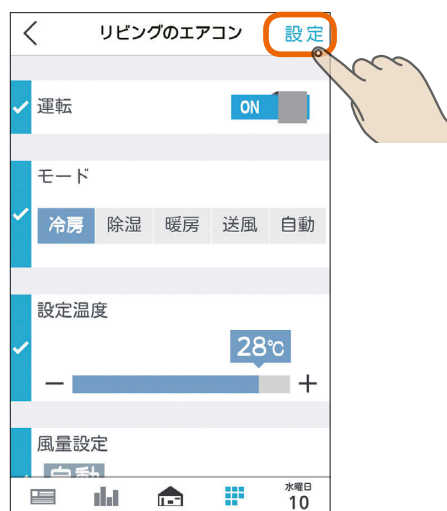 リビングのエアコン 設定
運転 ON
モード
冷房 除湿 暖房 送風 自動
設定温度
28℃
− +
風量設定
自動
水曜日
10